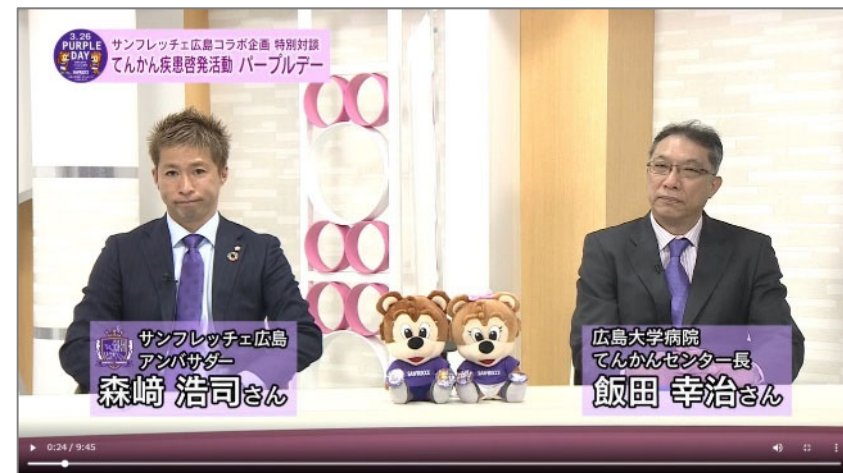 3.26
PURPLE
DAY
サンフレッチェ広島コラボ企画 特別対談
てんかん疾患啓発活動 パープルデー
サンフレッチェ広島
アンバサダー
森﨑 浩司さん
SANFRECCE
SANFRECCE
広島大学病院
てんかんセンター長
飯田 幸治さん
0:24 / 9:45